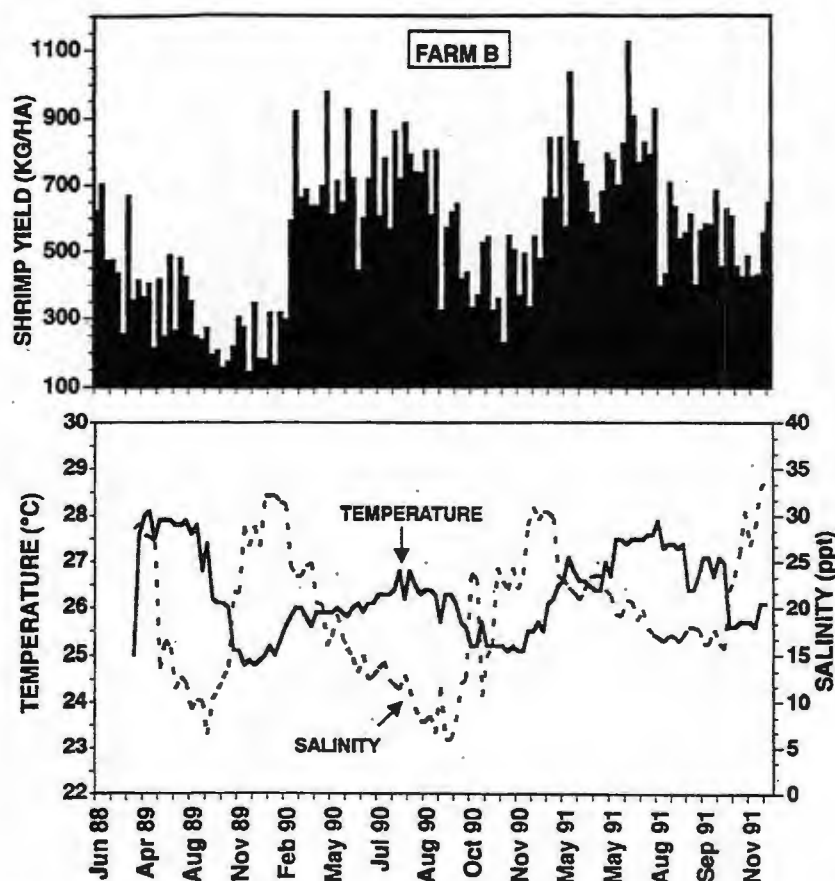 FARM B
SHRIMP YIELD (KG/HA)
1100
900
700
500
300
100
TEMPERATURE (°C)
30
29
28
27
26
25
24
23
22
TEMPERATURE
SALINITY
40
35
30
25
20
15
10
5
0
SALINITY (ppt)
Jun 88
Apr 89
Aug 89
Nov 89
Feb 90
May 90
Jul 90
Aug 90
Oct 90
Nov 90
May 91
May 91
Aug 91
Sep 91
Nov 91